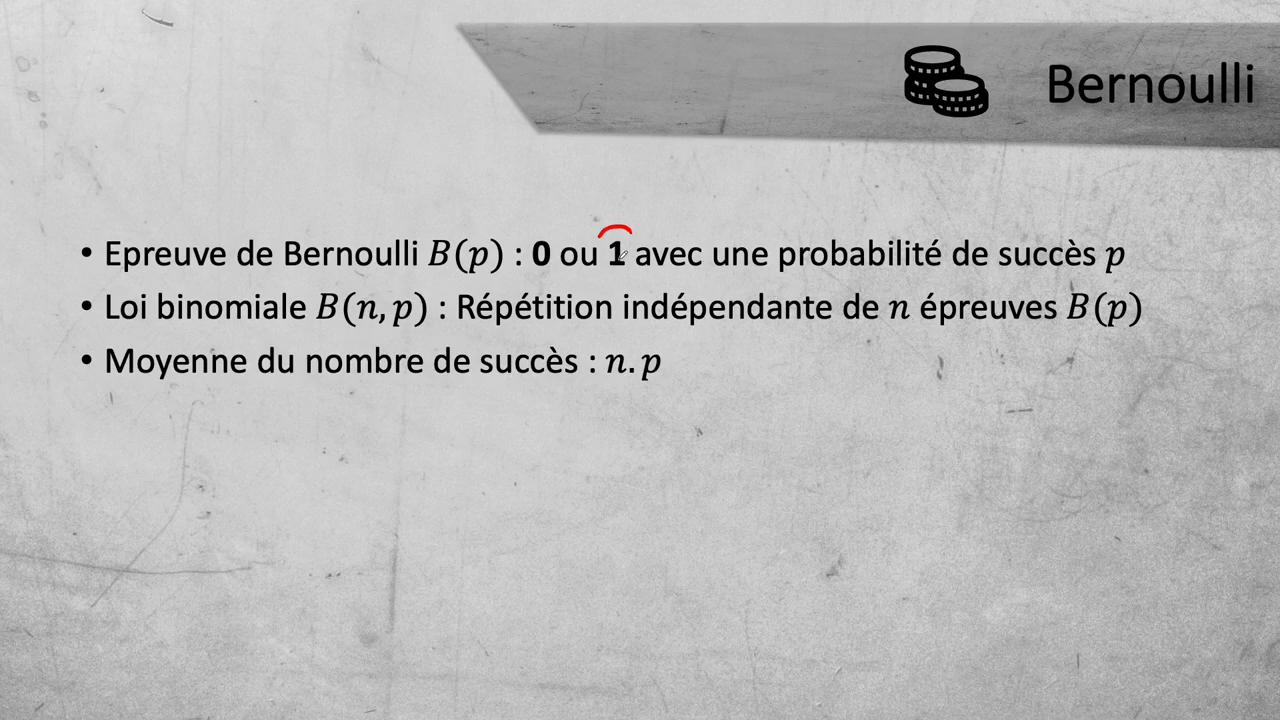 Bernoulli
• Epreuve de Bernoulli B(p) : 0 ou 1 avec une probabilité de succès p
• Loi binomiale B(n, p) : Répétition indépendante de n épreuves B(p)
• Moyenne du nombre de succès : n. p